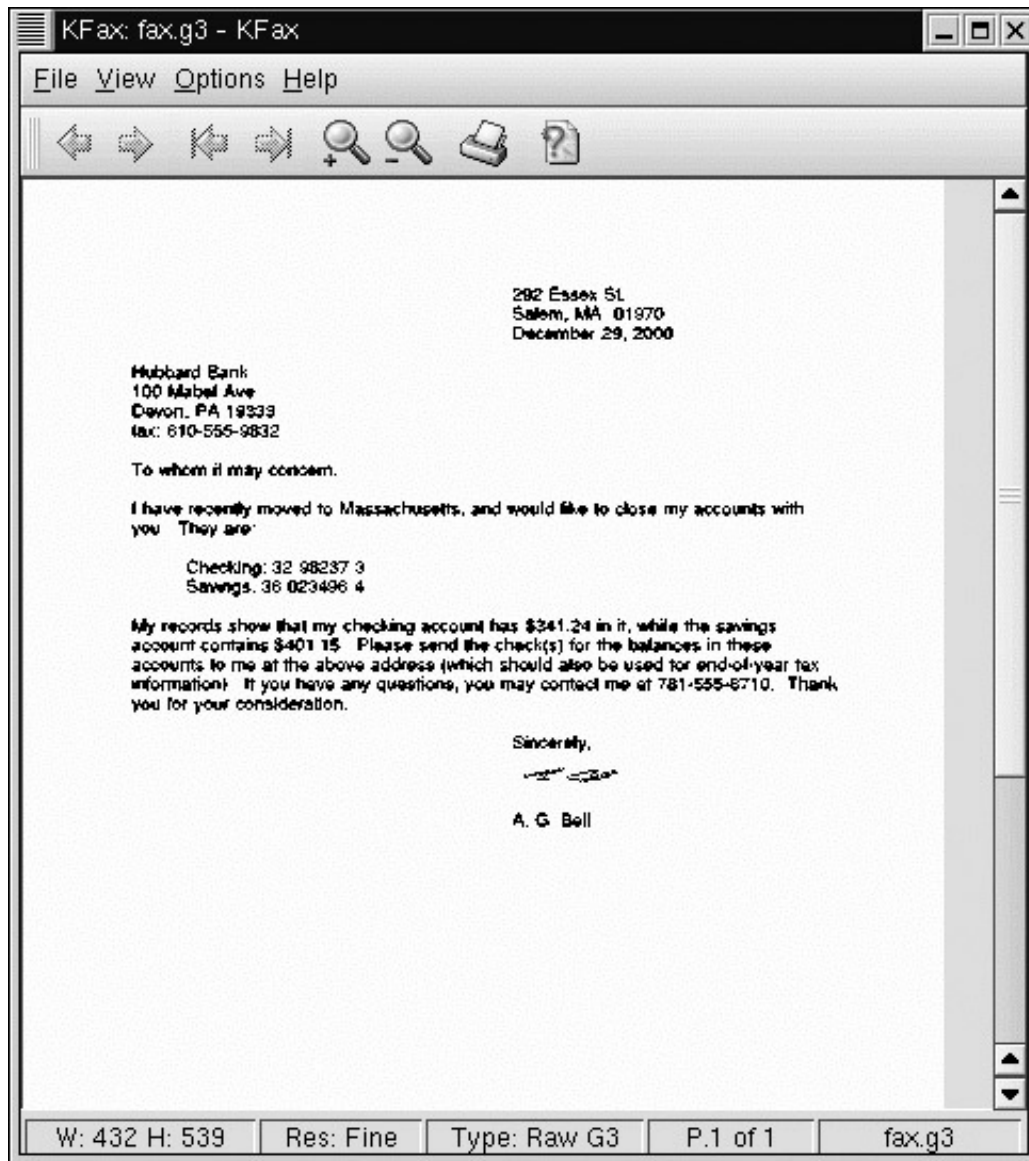 KFax: fax.g3 - KFax
File View Options Help
292 Essex St.
Salem, MA 01970
December 29, 2000
Hubbard Bank
100 Mabel Ave
Devon, PA 19333
fax: 610-555-9832
To whom it may concern.
I have recently moved to Massachusetts, and would like to close my accounts with
you They are:
Checking: 32 98237 3
Savings. 36 023496 4
My records show that my checking account has $341.24 in it, while the savings
account contains $401 15 Please send the check(s) for the balances in these
accounts to me at the above address (which should also be used for end-of-year tax
information) If you have any questions, you may contact me at 781-555-6710. Thank
you for your consideration.
Sincerely,
A. G Bell
W: 432 H: 539 Res: Fine Type: Raw G3 P.1 of 1 fax.g3